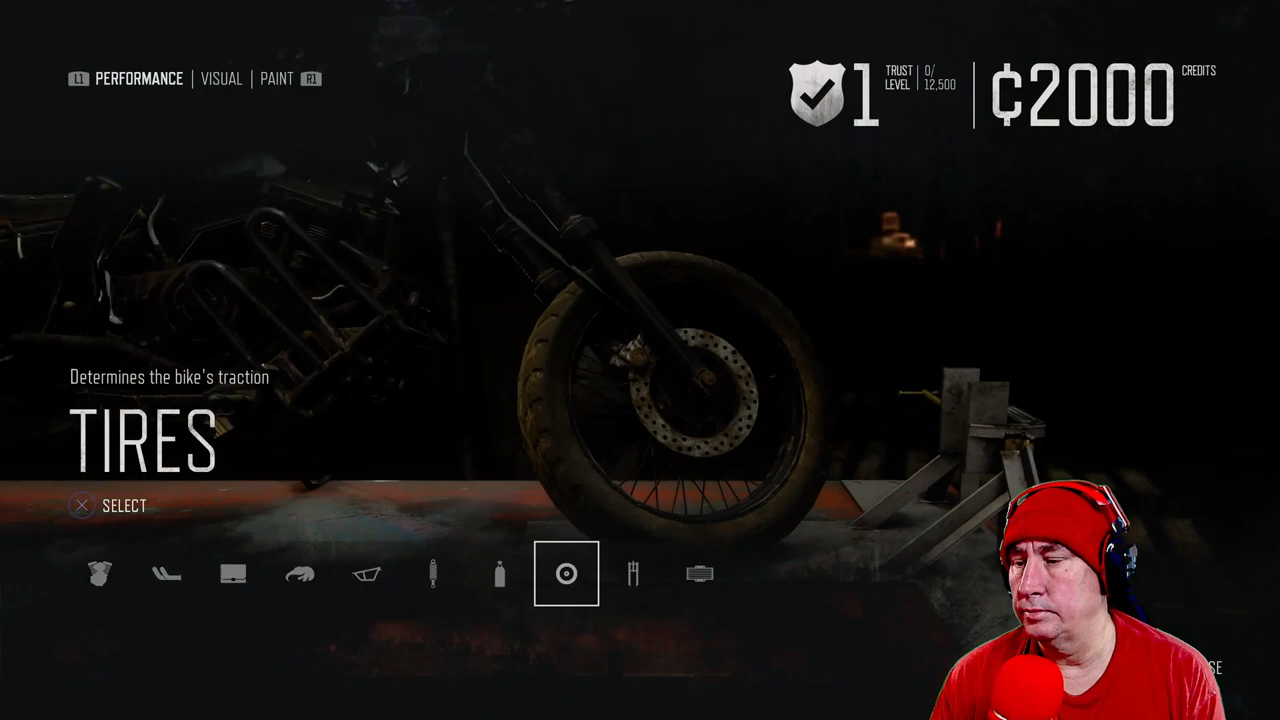 L1 PERFORMANCE | VISUAL | PAINT R1
1 TRUST LEVEL | 0/12,500 | ¢2000 CREDITS
Determines the bike's traction
TIRES
SELECT
SE